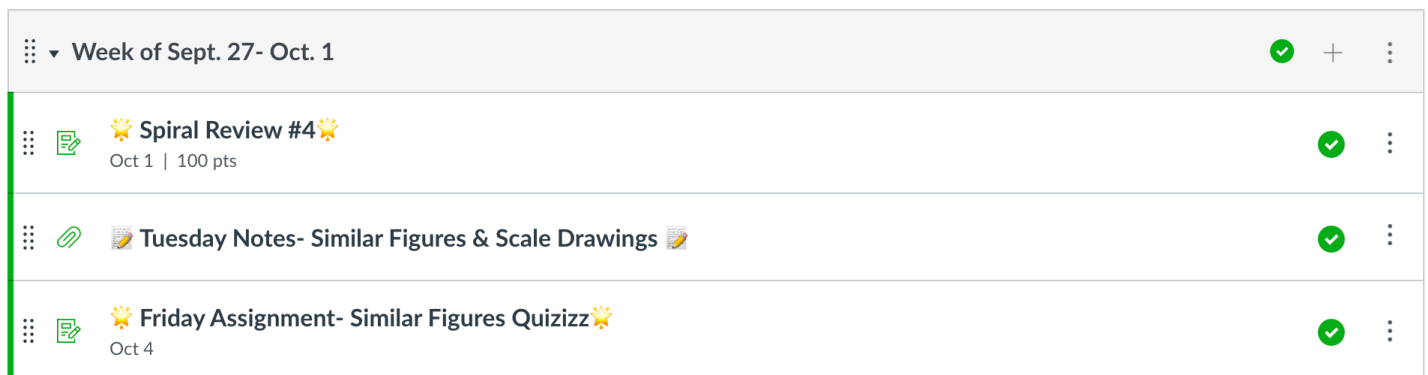 Week of Sept. 27- Oct. 1
🌟 Spiral Review #4🌟
Oct 1 | 100 pts
📝 Tuesday Notes- Similar Figures & Scale Drawings 📝
🌟 Friday Assignment- Similar Figures Quizizz🌟
Oct 4